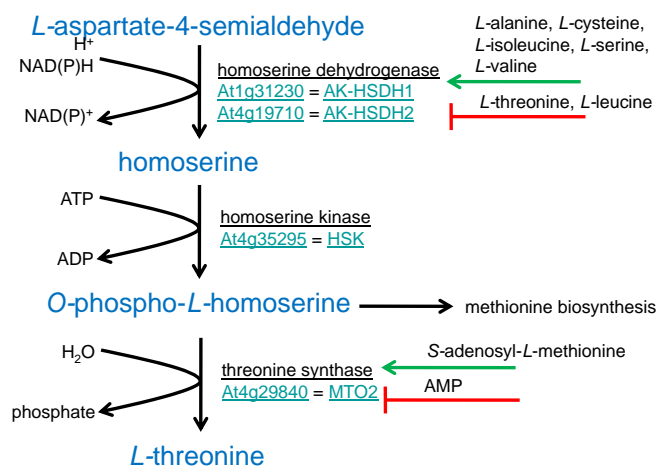 L-aspartate-4-semialdehyde
H+
NAD(P)H
NAD(P)+
homoserine dehydrogenase
At1g31230 = AK-HSDH1
At4g19710 = AK-HSDH2
L-alanine, L-cysteine,
L-isoleucine, L-serine,
L-valine
L-threonine, L-leucine
homoserine
ATP
ADP
homoserine kinase
At4g35295 = HSK
O-phospho-L-homoserine
methionine biosynthesis
H2O
phosphate
threonine synthase
At4g29840 = MTO2
S-adenosyl-L-methionine
AMP
L-threonine